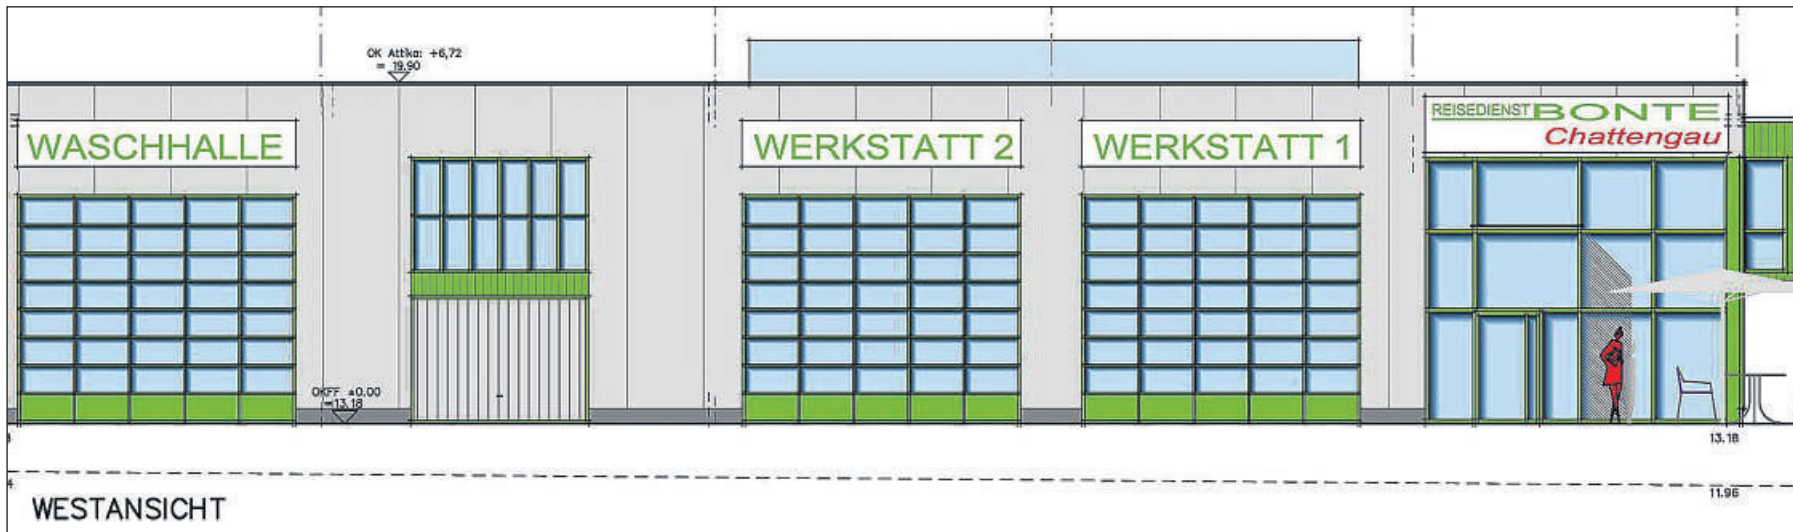 OK Attika: +6,72
= 19.90
WASCHHALLE
WERKSTATT 2
WERKSTATT 1
REISEDIENST BONTE
Chattengau
OKFF ±0.00
=13.18
13.18
11.96
WESTANSICHT